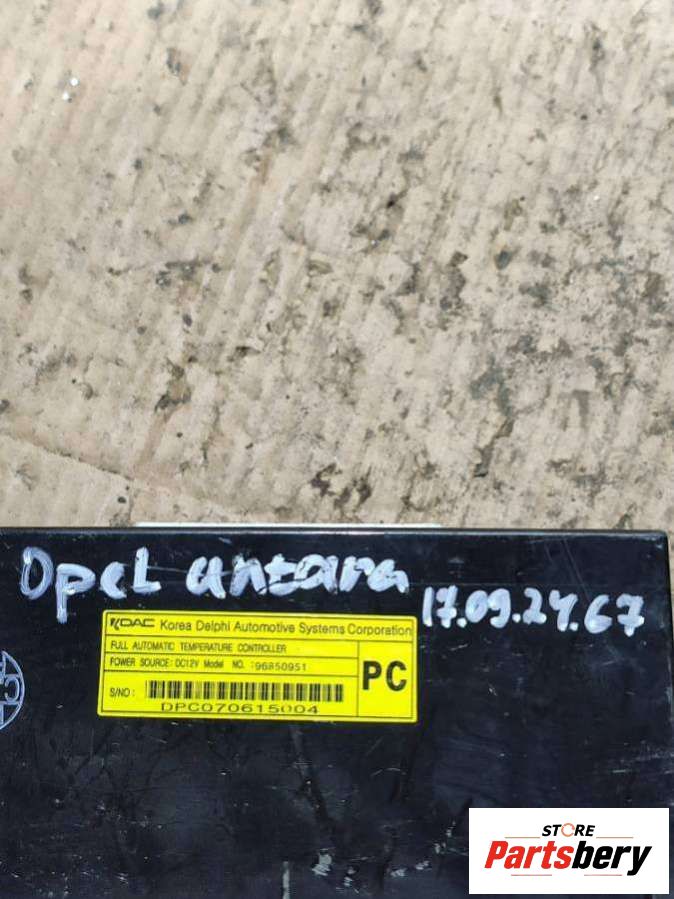 Opel antara
17.09.24.67
KDAC Korea Delphi Automotive Systems Corporation
FULL AUTOMATIC TEMPERATURE CONTROLLER
POWER SOURCE: DC12V Model NO. :96850951
PC
S/NO :
DPC070615004
STORE
Partsbery